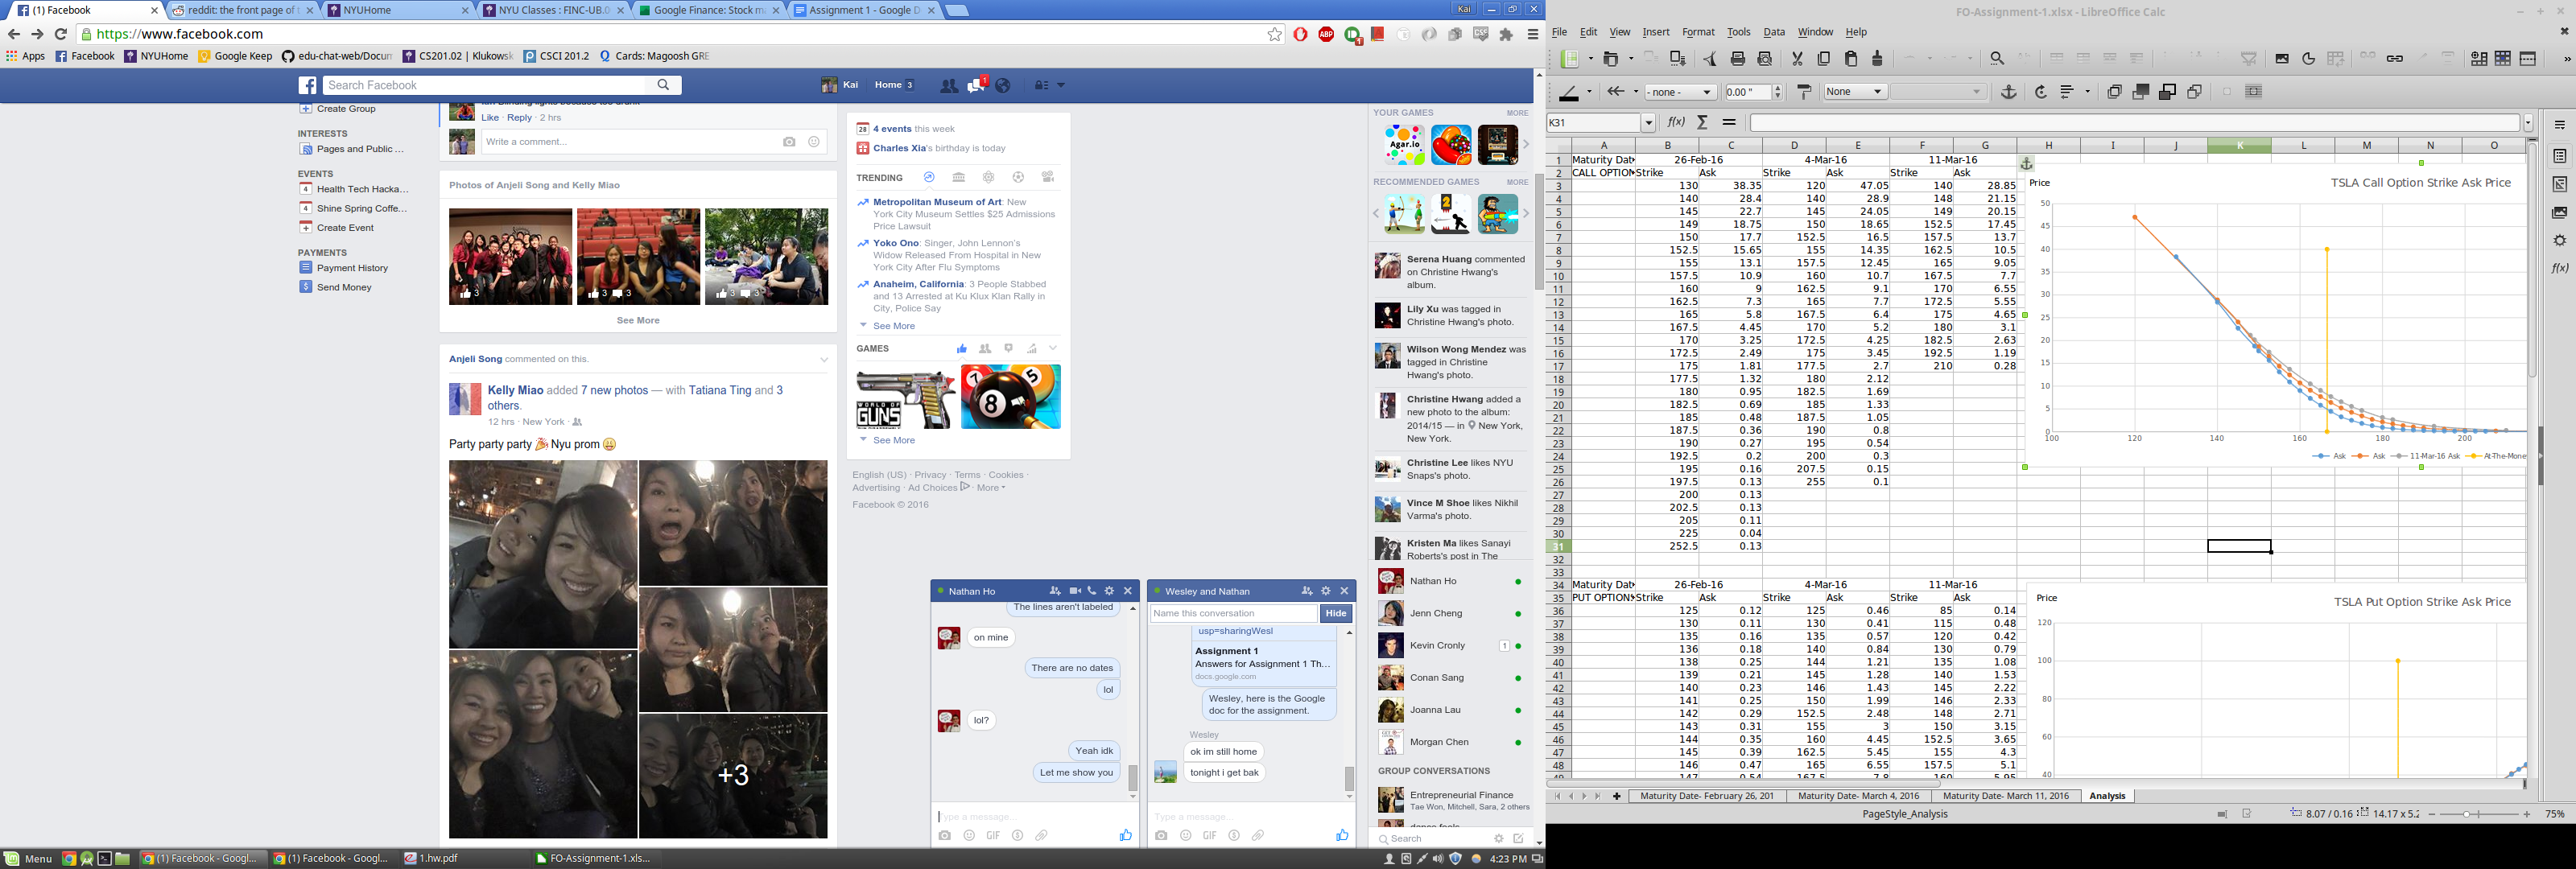 (1) Facebook
reddit: the front page of t
NYUHome
NYU Classes : FINC-UB.0
Google Finance: Stock m
Assignment 1 - Google D
Kai
https://www.facebook.com
Apps
Facebook
NYUHome
Google Keep
edu-chat-web/Docum
CS201.02 | Klukowsk
CSCI 201.2
Cards: Magoosh GRE
Search Facebook
Kai
Home 3
1
Create Group
INTERESTS
Pages and Public ...
EVENTS
Health Tech Hacka...
Shine Spring Coffe...
Create Event
PAYMENTS
Payment History
Send Money
Like · Reply · 2 hrs
Write a comment...
Photos of Anjeli Song and Kelly Miao
3
3 3
3 3
See More
Anjeli Song commented on this.
Kelly Miao added 7 new photos — with Tatiana Ting and 3
others.
12 hrs · New York ·
Party party party 🎉 Nyu prom 😀
+3
4 events this week
Charles Xia's birthday is today
TRENDING
Metropolitan Museum of Art: New
York City Museum Settles $25 Admissions
Price Lawsuit
Yoko Ono: Singer, John Lennon's
Widow Released From Hospital in New
York City After Flu Symptoms
Anaheim, California: 3 People Stabbed
and 13 Arrested at Ku Klux Klan Rally in
City, Police Say
See More
GAMES
WORLD OF
GUNS
8
See More
English (US) · Privacy · Terms · Cookies ·
Advertising · Ad Choices · More
Facebook © 2016
Nathan Ho
The lines aren't labeled
on mine
There are no dates
lol
lol?
Yeah idk
Let me show you
Type a message...
GIF
Wesley and Nathan
Name this conversation
Hide
usp=sharingWesl
Assignment 1
Answers for Assignment 1 Th...
docs.google.com
Wesley, here is the Google
doc for the assignment.
Wesley
ok im still home
tonight i get bak
Type a message...
GIF
YOUR GAMES
MORE
Agar.io
RECOMMENDED GAMES
MORE
Serena Huang commented
on Christine Hwang's
album.
Lily Xu was tagged in
Christine Hwang's photo.
Wilson Wong Mendez was
tagged in Christine
Hwang's photo.
Christine Hwang added a
new photo to the album:
2014/15 — in New York,
New York.
Christine Lee likes NYU
Snaps's photo.
Vince M Shoe likes Nikhil
Varma's photo.
Kristen Ma likes Sanayi
Roberts's post in The
Nathan Ho
Jenn Cheng
Kevin Cronly 1
Conan Sang
Joanna Lau
Morgan Chen
GROUP CONVERSATIONS
Entrepreneurial Finance
Tae Won, Mitchell, Sara, 2 others
Search
Menu
(1) Facebook - Googl...
(1) Facebook - Googl...
1.hw.pdf
FO-Assignment-1.xls...
4:23 PM
FO-Assignment-1.xlsx - LibreOffice Calc
File Edit View Insert Format Tools Data Window Help
- none -
0.00 "
None
K31
f(x) Σ =
A B C D E F G H I J K L M N O
1 Maturity Dat 26-Feb-16 4-Mar-16 11-Mar-16
2 CALL OPTION Strike Ask Strike Ask Strike Ask
3 130 38.35 120 47.05 140 28.85
4 140 28.4 140 28.9 148 21.15
5 145 22.7 145 24.05 149 20.15
6 149 18.75 150 18.65 152.5 17.45
7 150 17.7 152.5 16.5 157.5 13.7
8 152.5 15.65 155 14.35 162.5 10.5
9 155 13.1 157.5 12.45 165 9.05
10 157.5 10.9 160 10.7 167.5 7.7
11 160 9 162.5 9.1 170 6.55
12 162.5 7.3 165 7.7 172.5 5.55
13 165 5.8 167.5 6.4 175 4.65
14 167.5 4.45 170 5.2 180 3.1
15 170 3.25 172.5 4.25 182.5 2.63
16 172.5 2.49 175 3.45 192.5 1.19
17 175 1.81 177.5 2.7 210 0.28
18 177.5 1.32 180 2.12
19 180 0.95 182.5 1.69
20 182.5 0.69 185 1.33
21 185 0.48 187.5 1.05
22 187.5 0.36 190 0.8
23 190 0.27 195 0.54
24 192.5 0.2 200 0.3
25 195 0.16 207.5 0.15
26 197.5 0.13 255 0.1
27 200 0.13
28 202.5 0.13
29 205 0.11
30 225 0.04
31 252.5 0.13
32
33
34 Maturity Dat 26-Feb-16 4-Mar-16 11-Mar-16
35 PUT OPTION Strike Ask Strike Ask Strike Ask
36 125 0.12 125 0.46 85 0.14
37 130 0.11 130 0.41 115 0.48
38 135 0.16 135 0.57 120 0.42
39 136 0.18 140 0.84 130 0.79
40 138 0.25 144 1.21 135 1.08
41 139 0.21 145 1.28 140 1.53
42 140 0.23 146 1.43 145 2.22
43 141 0.25 150 1.99 146 2.33
44 142 0.29 152.5 2.48 148 2.71
45 143 0.31 155 3 150 3.15
46 144 0.35 160 4.45 152.5 3.65
47 145 0.39 162.5 5.45 155 4.3
48 146 0.47 165 6.55 157.5 5.1
Price
TSLA Call Option Strike Ask Price
50
45
40
35
30
25
20
15
10
5
0
100 120 140 160 180 200
Ask Ask 11-Mar-16 Ask At-The-Mone
Price
TSLA Put Option Strike Ask Price
120
100
80
60
40
Maturity Date- February 26, 201
Maturity Date- March 4, 2016
Maturity Date- March 11, 2016
Analysis
PageStyle_Analysis
8.07 / 0.16
14.17 x 5.2
75%